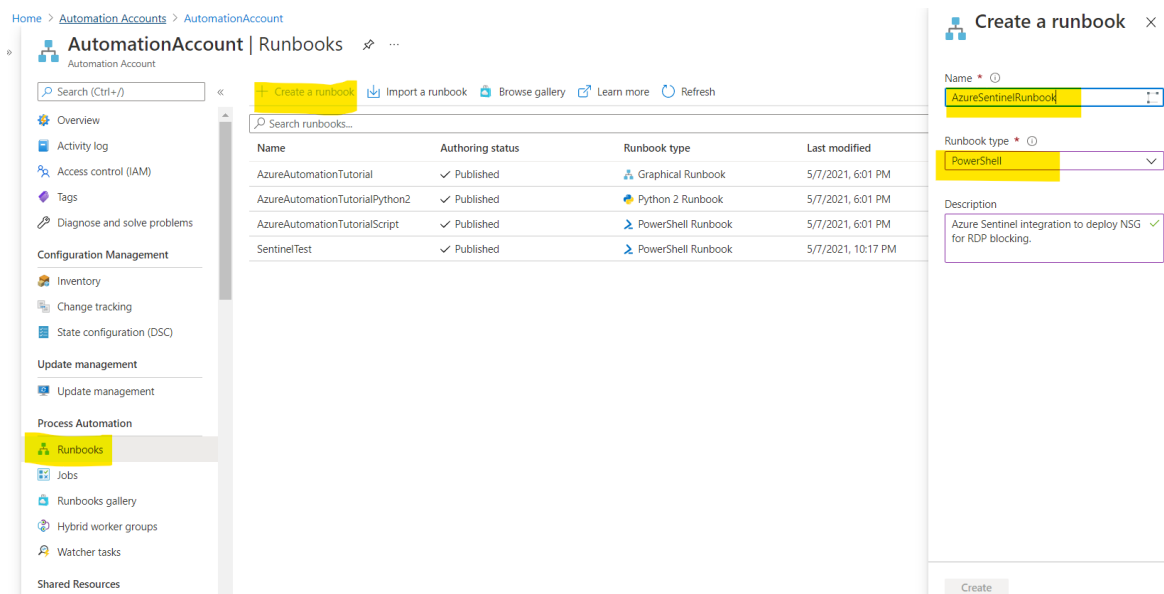 Home > Automation Accounts > AutomationAccount
AutomationAccount | Runbooks
Automation Account
Search (Ctrl+/)
Overview
Activity log
Access control (IAM)
Tags
Diagnose and solve problems
Configuration Management
Inventory
Change tracking
State configuration (DSC)
Update management
Update management
Process Automation
Runbooks
Jobs
Runbooks gallery
Hybrid worker groups
Watcher tasks
Shared Resources
Create a runbook Import a runbook Browse gallery Learn more Refresh
Search runbooks...
Name Authoring status Runbook type Last modified
AzureAutomationTutorial Published Graphical Runbook 5/7/2021, 6:01 PM
AzureAutomationTutorialPython2 Published Python 2 Runbook 5/7/2021, 6:01 PM
AzureAutomationTutorialScript Published PowerShell Runbook 5/7/2021, 6:01 PM
SentinelTest Published PowerShell Runbook 5/7/2021, 10:17 PM
Create a runbook
Name *
AzureSentinelRunbook
Runbook type *
PowerShell
Description
Azure Sentinel integration to deploy NSG
for RDP blocking.
Create